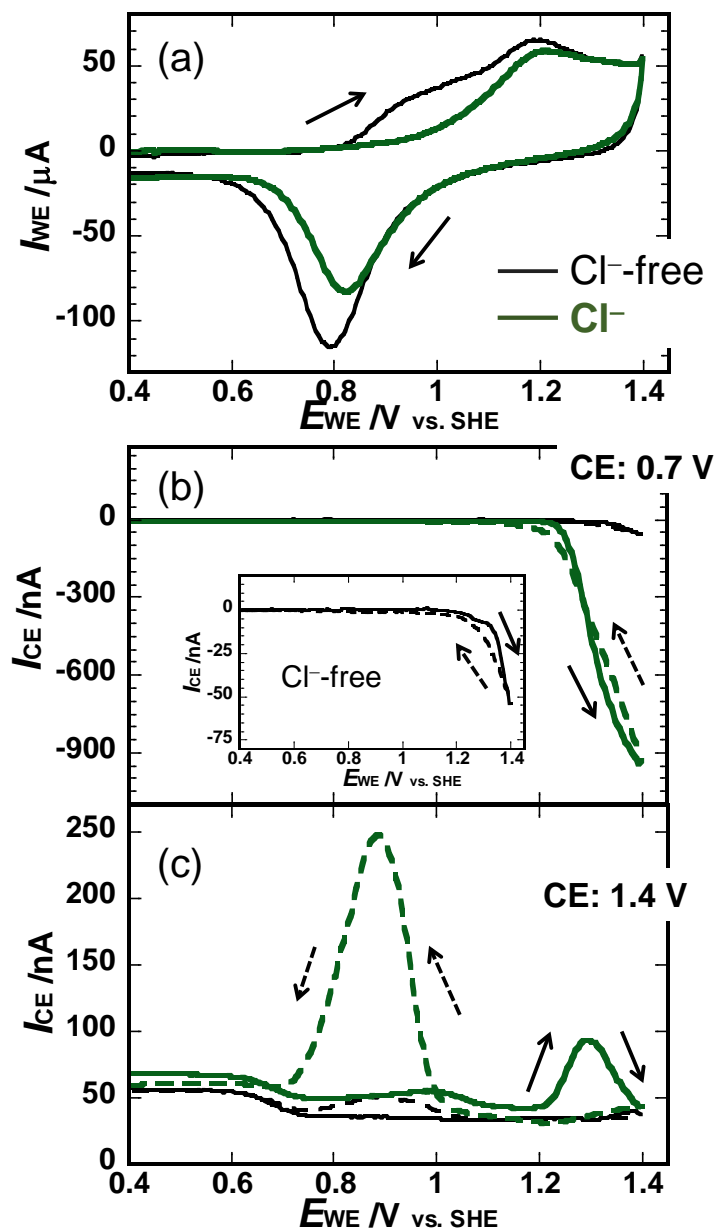 (a)
50
0
-50
-100
I_WE /μA
Cl⁻-free
Cl⁻
0.4 0.6 0.8 1 1.2 1.4
E_WE /V vs. SHE
CE: 0.7 V
(b)
0
-300
-600
-900
I_CE /nA
0
-25
-50
-75
I_CE /nA
Cl⁻-free
0.4 0.6 0.8 1 1.2 1.4
E_WE /V vs. SHE
(c)
CE: 1.4 V
250
200
150
100
50
0
I_CE /nA
0.4 0.6 0.8 1 1.2 1.4
E_WE /V vs. SHE